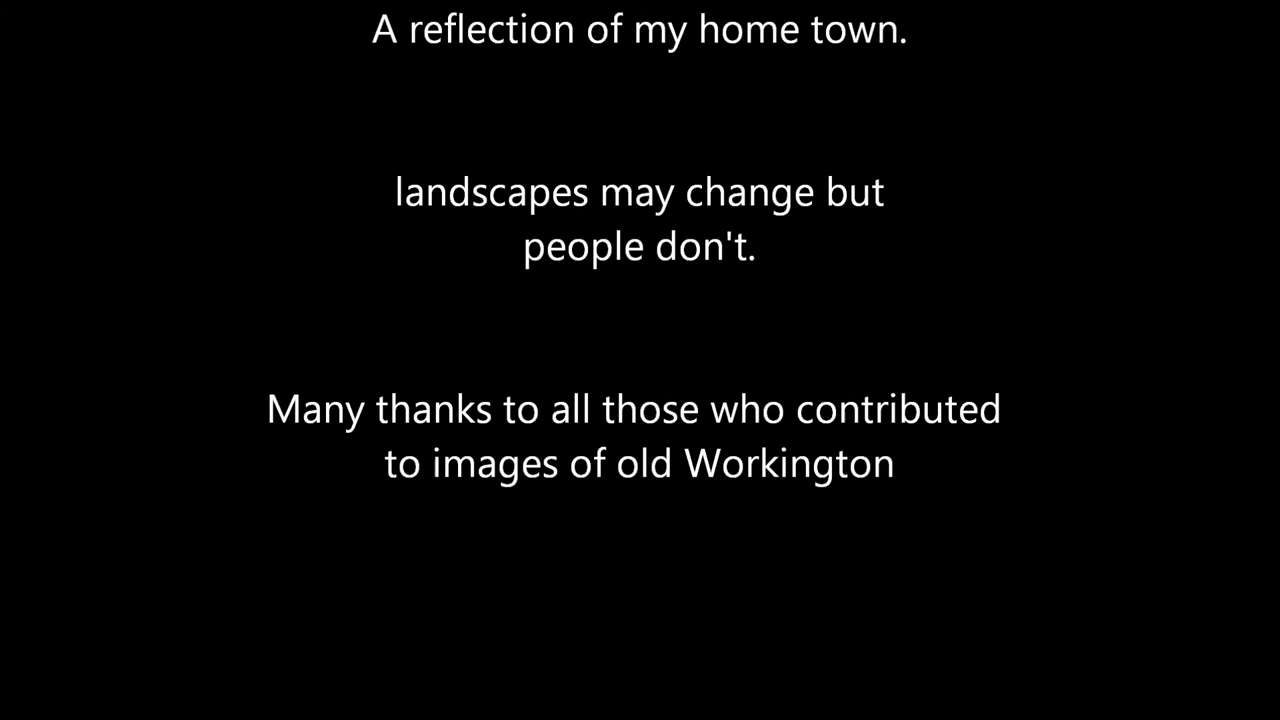 A reflection of my home town.
landscapes may change but
people don't.
Many thanks to all those who contributed
to images of old Workington